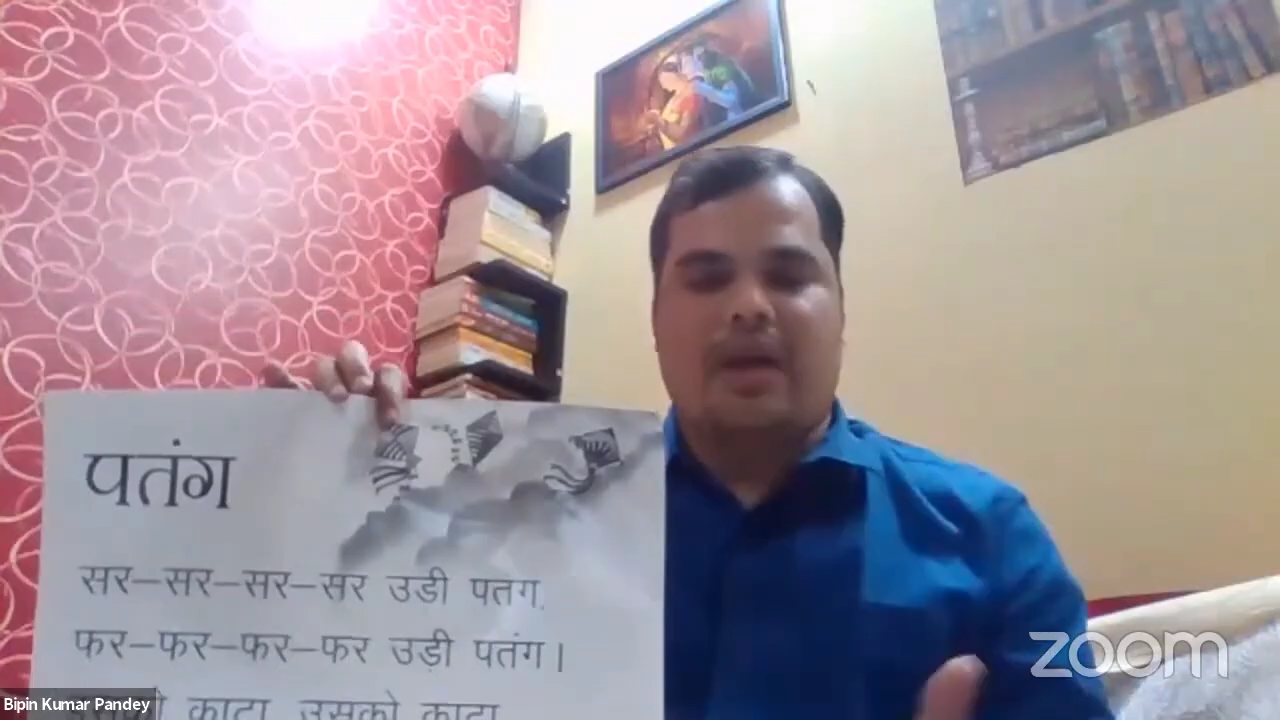 पतंग
सर–सर–सर–सर उडी पतग,
फर–फर–फर–फर उड़ी पतंग।
काटा उसको काटा
Bipin Kumar Pandey
zoom